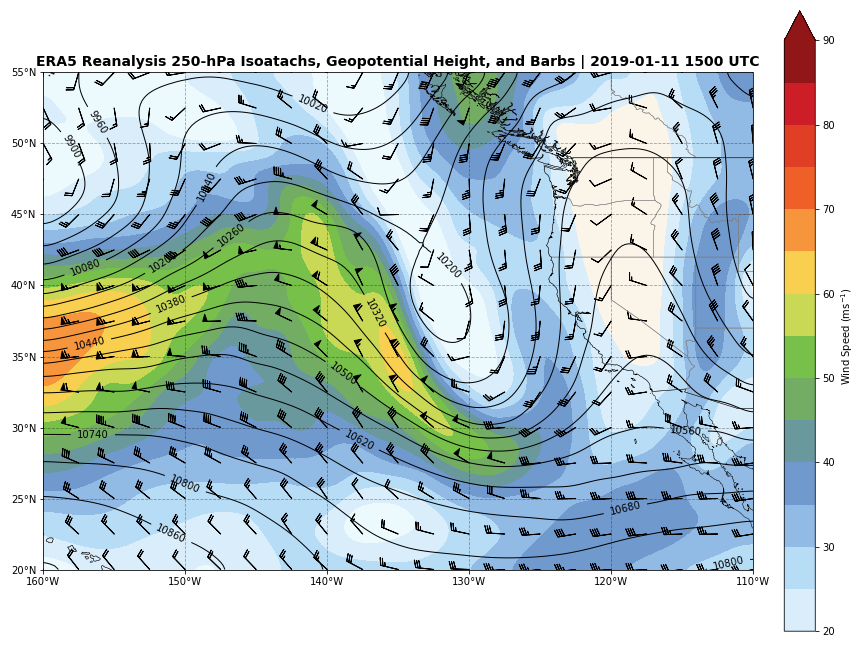 ERA5 Reanalysis 250-hPa Isoatachs, Geopotential Height, and Barbs | 2019-01-11 1500 UTC
55°N
50°N
45°N
40°N
35°N
30°N
25°N
20°N
160°W
150°W
140°W
130°W
120°W
110°W
10020
9960
9900
10140
10260
10200
10080
10200
10380
10320
10440
10500
10740
10620
10560
10800
10680
10860
10800
90
80
70
60
50
40
30
20
Wind Speed (ms⁻¹)